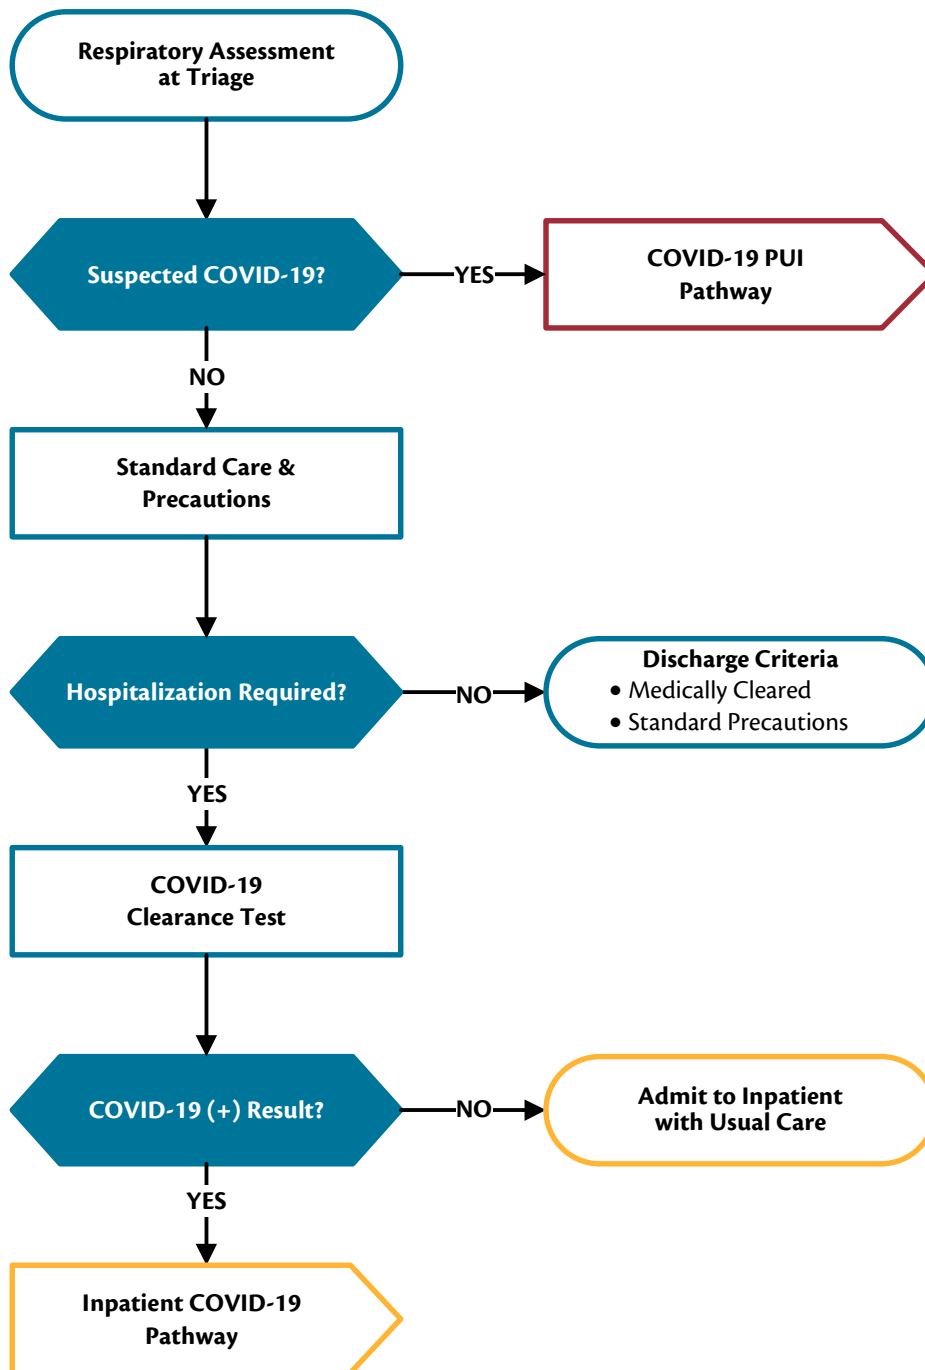 Respiratory Assessment
at Triage
Suspected COVID-19?
YES
COVID-19 PUI
Pathway
NO
Standard Care &
Precautions
Hospitalization Required?
NO
Discharge Criteria
• Medically Cleared
• Standard Precautions
YES
COVID-19
Clearance Test
COVID-19 (+) Result?
NO
Admit to Inpatient
with Usual Care
YES
Inpatient COVID-19
Pathway